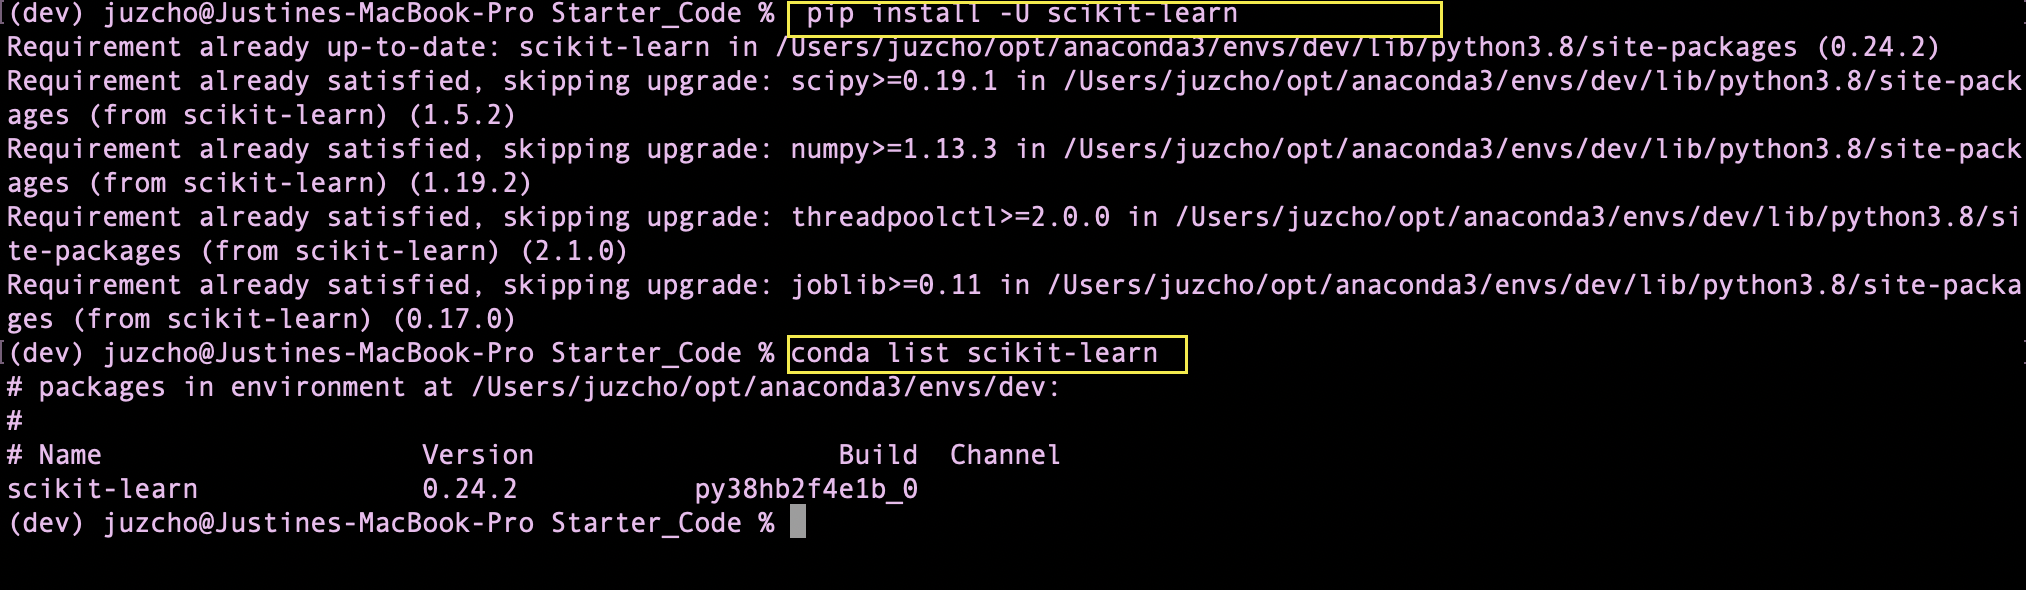 (dev) juzcho@Justines-MacBook-Pro Starter_Code % pip install -U scikit-learn
Requirement already up-to-date: scikit-learn in /Users/juzcho/opt/anaconda3/envs/dev/lib/python3.8/site-packages (0.24.2)
Requirement already satisfied, skipping upgrade: scipy>=0.19.1 in /Users/juzcho/opt/anaconda3/envs/dev/lib/python3.8/site-pack
ages (from scikit-learn) (1.5.2)
Requirement already satisfied, skipping upgrade: numpy>=1.13.3 in /Users/juzcho/opt/anaconda3/envs/dev/lib/python3.8/site-pack
ages (from scikit-learn) (1.19.2)
Requirement already satisfied, skipping upgrade: threadpoolctl>=2.0.0 in /Users/juzcho/opt/anaconda3/envs/dev/lib/python3.8/si
te-packages (from scikit-learn) (2.1.0)
Requirement already satisfied, skipping upgrade: joblib>=0.11 in /Users/juzcho/opt/anaconda3/envs/dev/lib/python3.8/site-packa
ges (from scikit-learn) (0.17.0)
(dev) juzcho@Justines-MacBook-Pro Starter_Code % conda list scikit-learn
# packages in environment at /Users/juzcho/opt/anaconda3/envs/dev:
#
# Name                    Version                   Build  Channel
scikit-learn              0.24.2           py38hb2f4e1b_0
(dev) juzcho@Justines-MacBook-Pro Starter_Code %